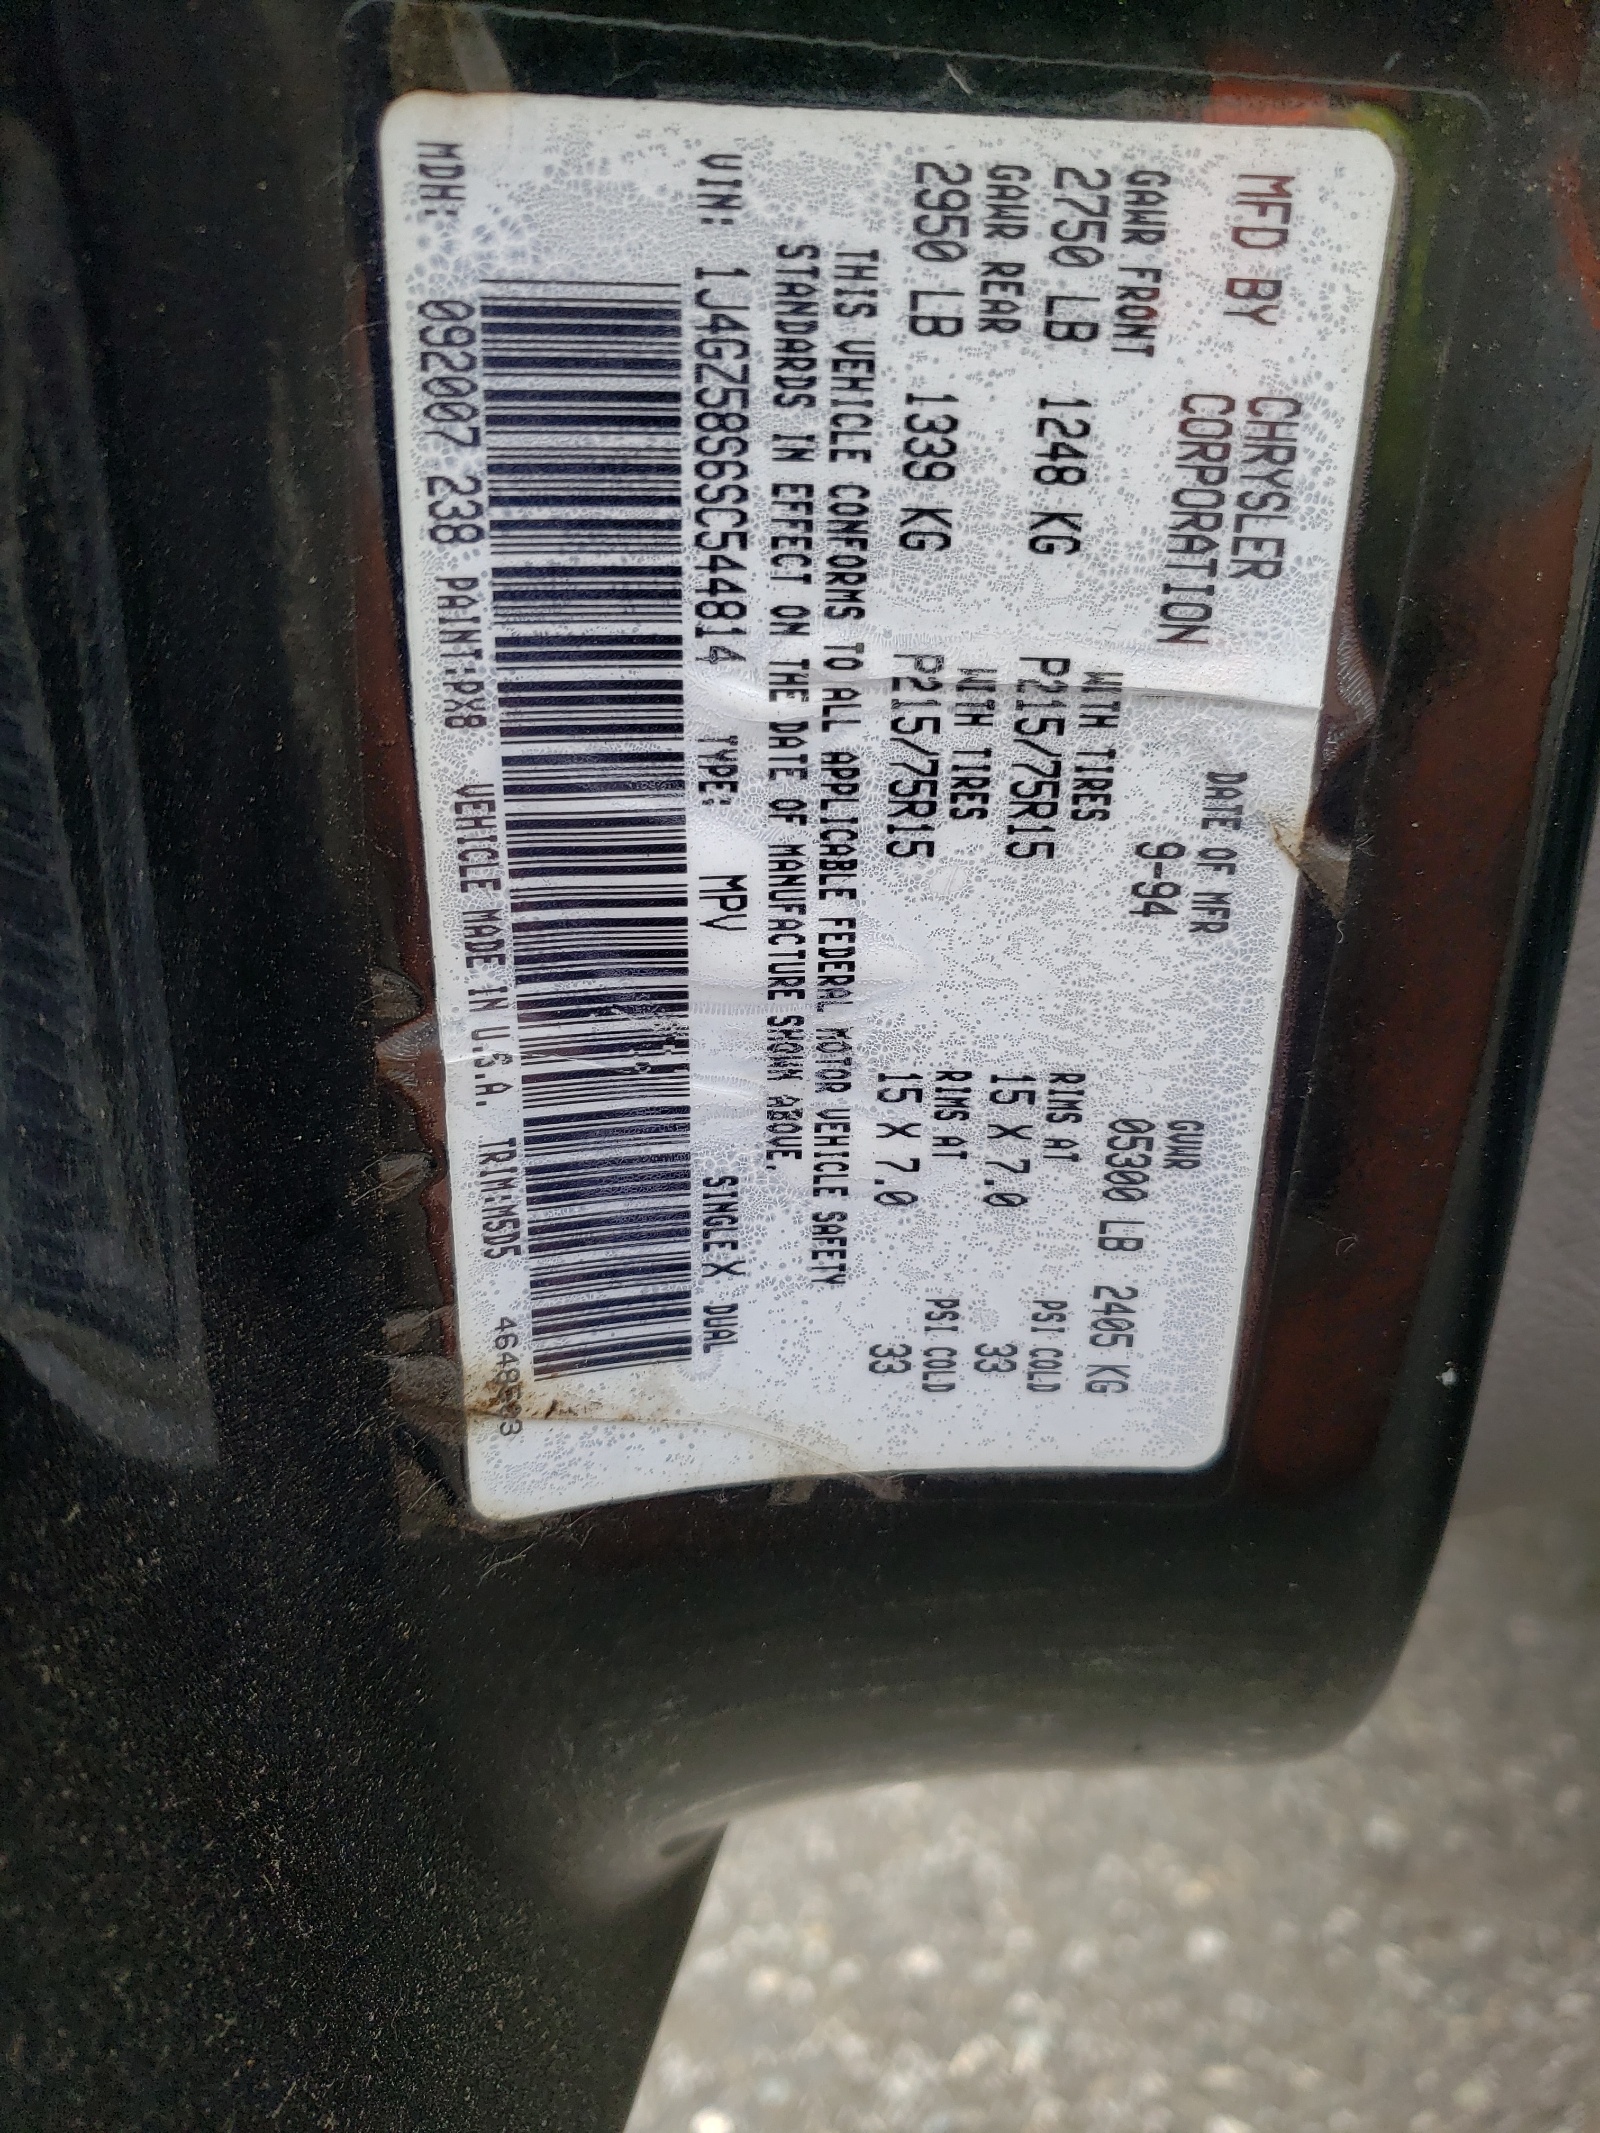 MFD BY CHRYSLER CORPORATION DATE OF MFR 9-94 GVWR 05300 LB 2405 KG
GAWR FRONT WITH TIRES RIMS AT PSI COLD
2750 LB 1248 KG P215/75R15 15 X 7.0 33
GAWR REAR WITH TIRES RIMS AT PSI COLD
2950 LB 1339 KG P215/75R15 15 X 7.0 33
THIS VEHICLE CONFORMS TO ALL APPLICABLE FEDERAL MOTOR VEHICLE SAFETY
STANDARDS IN EFFECT ON THE DATE OF MANUFACTURE SHOWN ABOVE.
VIN: 1J4GZ58S6SC544814 TYPE: MPV SINGLE X DUAL
MDH: 092007 238 PAINT:PX8 VEHICLE MADE IN U.S.A. TRIM:M5D5